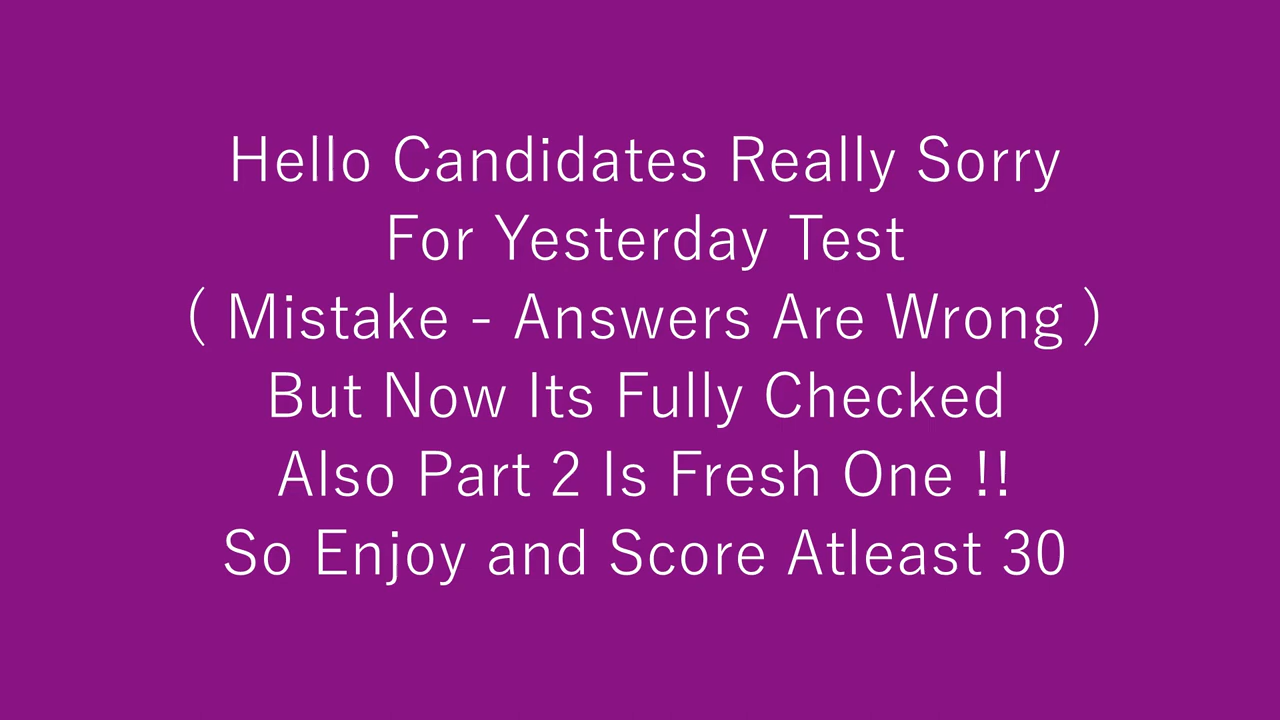 Hello Candidates Really Sorry
For Yesterday Test
( Mistake - Answers Are Wrong )
But Now Its Fully Checked
Also Part 2 Is Fresh One !!
So Enjoy and Score Atleast 30